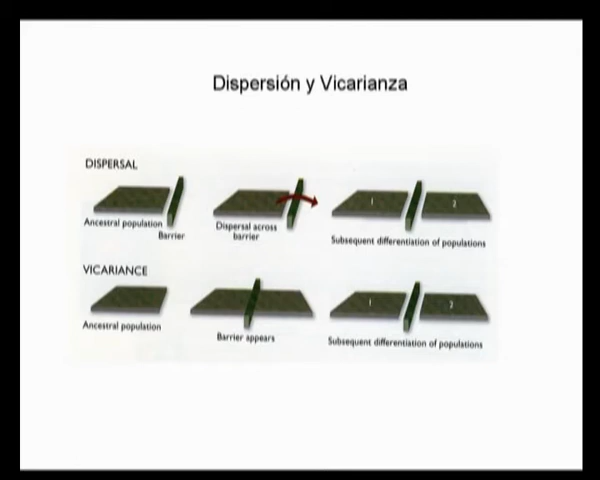 Dispersión y Vicarianza
DISPERSAL
Ancestral population
Barrier
Dispersal across
barrier
1
2
Subsequent differentiation of populations
VICARIANCE
Ancestral population
Barrier appears
1
2
Subsequent differentiation of populations